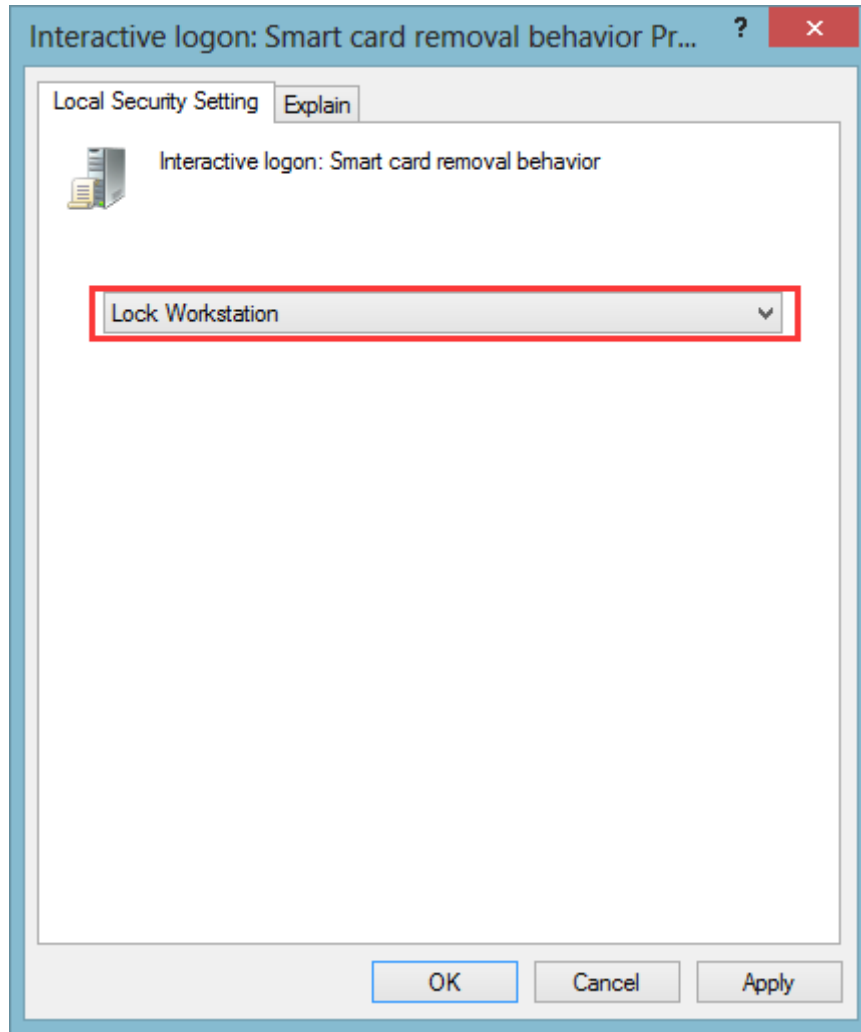 Interactive logon: Smart card removal behavior Pr... ?
Local Security Setting Explain
Interactive logon: Smart card removal behavior
Lock Workstation
OK Cancel Apply